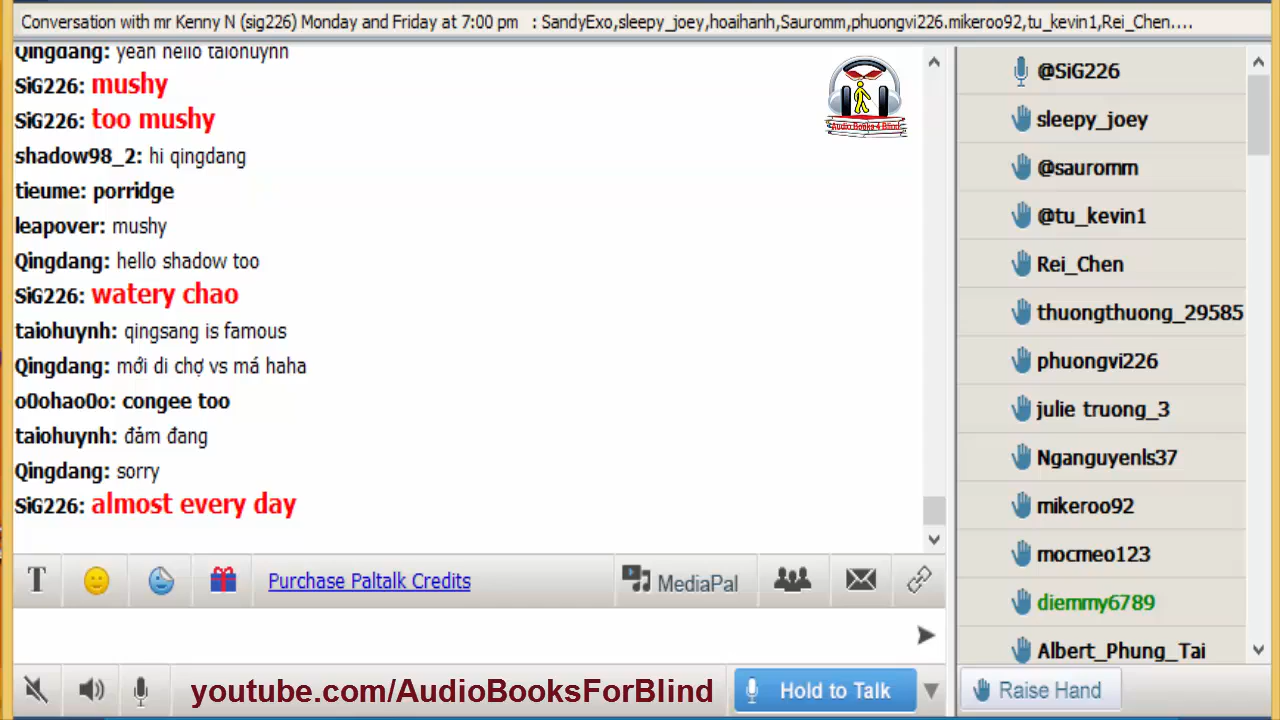 Conversation with mr Kenny N (sig226) Monday and Friday at 7:00 pm : SandyExo,sleepy_joey,hoaihanh,Sauromm,phuongvi226.mikeroo92,tu_kevin1,Rei_Chen....
Qingdang: yeah hello taiohuynh
SiG226: mushy
SiG226: too mushy
shadow98_2: hi qingdang
tieume: porridge
leapover: mushy
Qingdang: hello shadow too
SiG226: watery chao
taiohuynh: qingsang is famous
Qingdang: mới di chợ vs má haha
o0ohao0o: congee too
taiohuynh: đảm đang
Qingdang: sorry
SiG226: almost every day
Audio Books 4 Blind
@SiG226
sleepy_joey
@sauromm
@tu_kevin1
Rei_Chen
thuongthuong_29585
phuongvi226
julie truong_3
Nganguyenls37
mikeroo92
mocmeo123
diemmy6789
Albert_Phung_Tai
T
Purchase Paltalk Credits
MediaPal
youtube.com/AudioBooksForBlind
Hold to Talk
Raise Hand